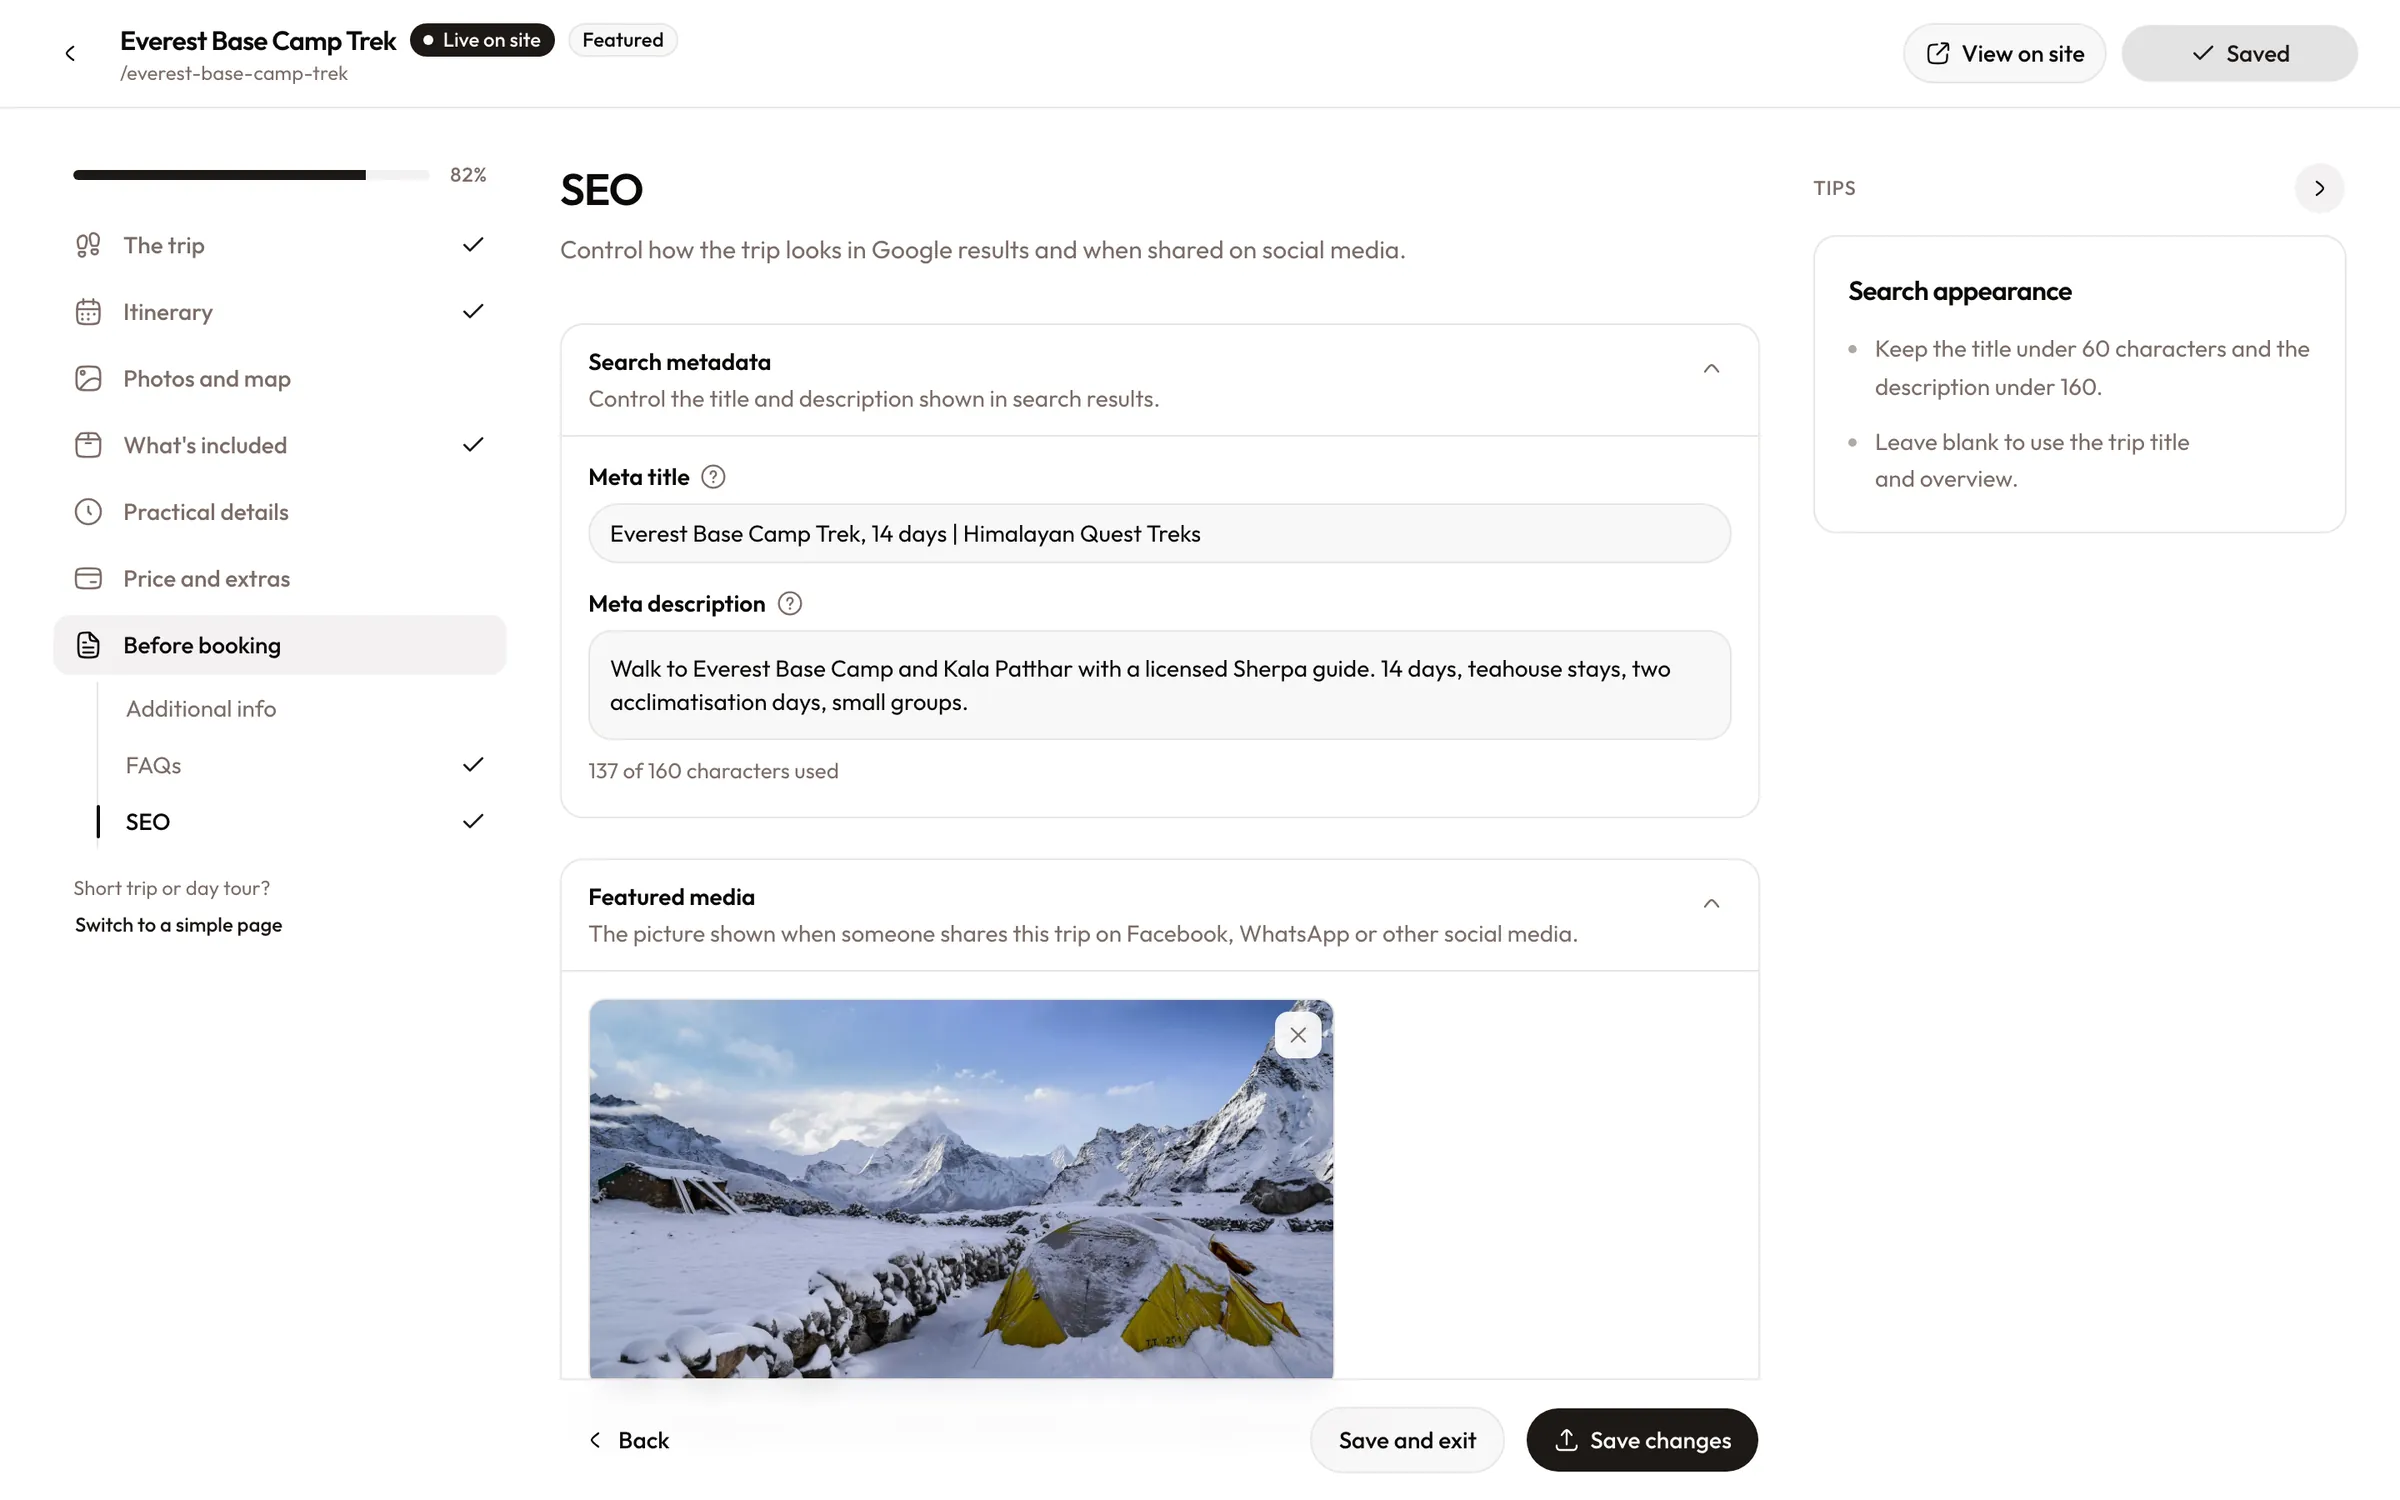 Everest Base Camp Trek
Live on site
Featured
/everest-base-camp-trek
View on site
Saved
82%
The trip
Itinerary
Photos and map
What's included
Practical details
Price and extras
Before booking
Additional info
FAQs
SEO
Short trip or day tour?
Switch to a simple page
SEO
Control how the trip looks in Google results and when shared on social media.
Search metadata
Control the title and description shown in search results.
Meta title
Everest Base Camp Trek, 14 days | Himalayan Quest Treks
Meta description
Walk to Everest Base Camp and Kala Patthar with a licensed Sherpa guide. 14 days, teahouse stays, two
acclimatisation days, small groups.
137 of 160 characters used
Featured media
The picture shown when someone shares this trip on Facebook, WhatsApp or other social media.
Back
Save and exit
Save changes
TIPS
Search appearance
Keep the title under 60 characters and the
description under 160.
Leave blank to use the trip title
and overview.